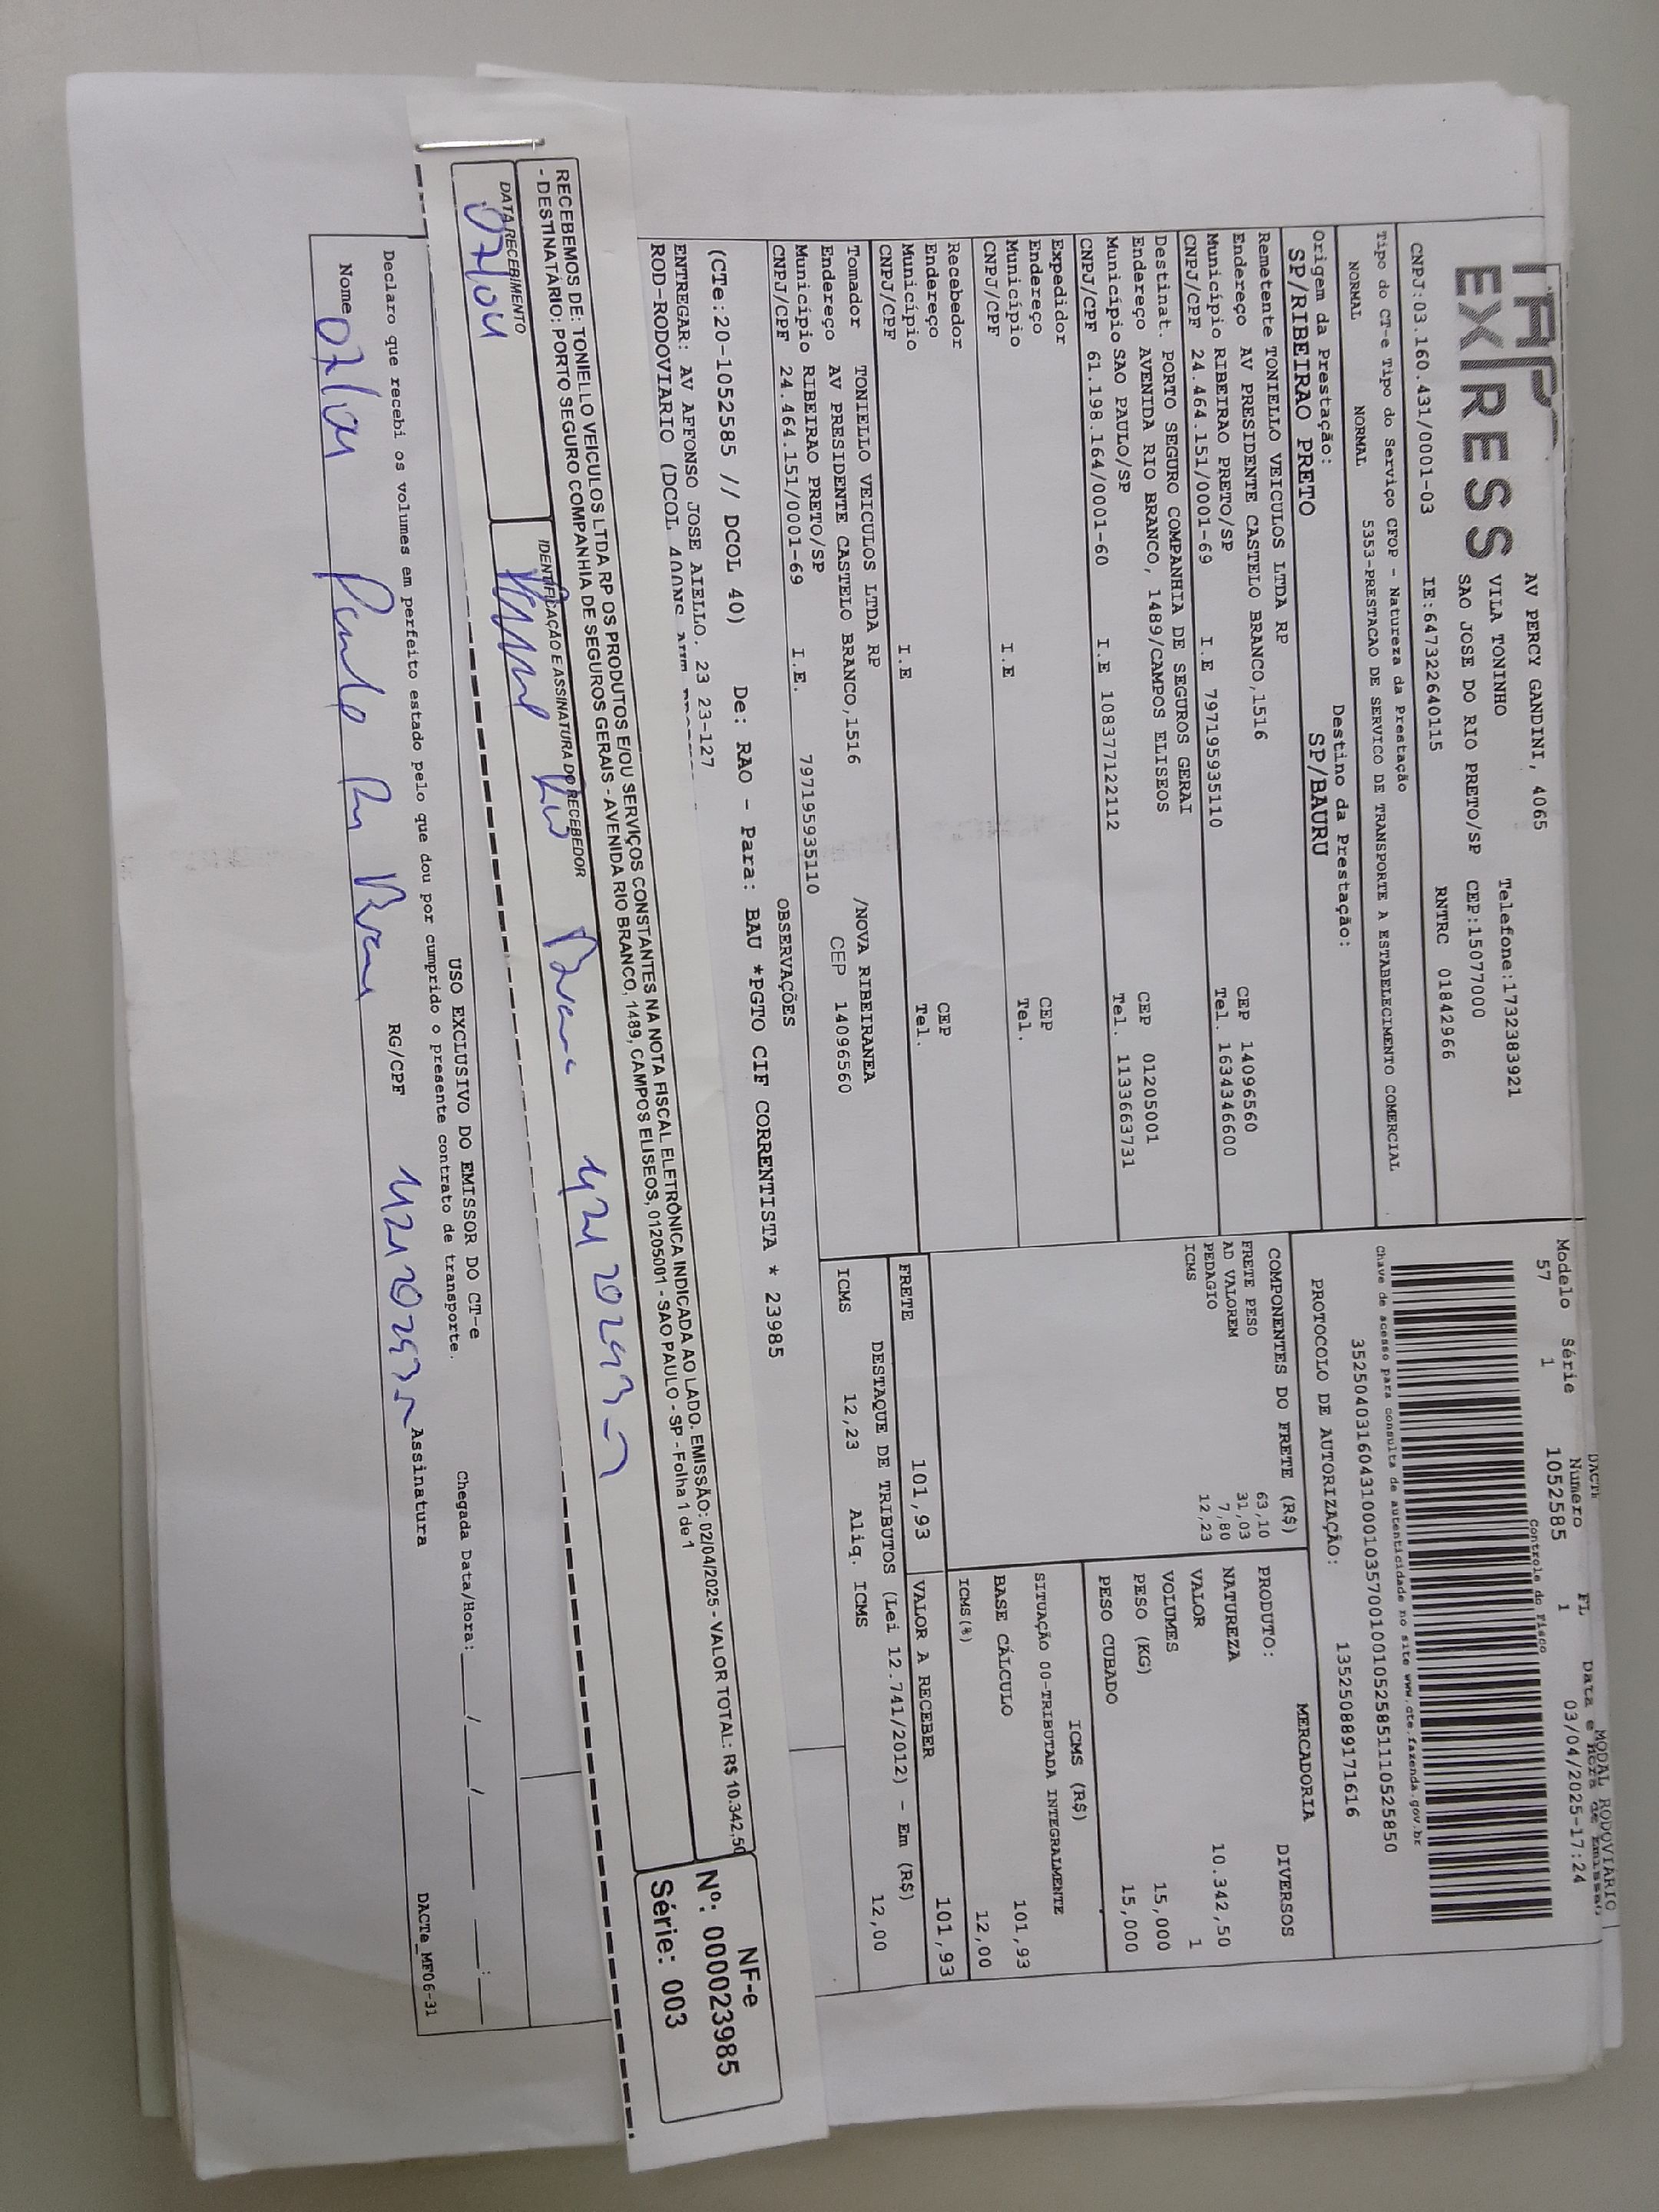 EXPRESS
AV PERCY GANDINI, 4065
VILA TONINHO
Telefone:1732383921
SAO JOSE DO RIO PRETO/SP CEP:15077000
CNPJ:03.160.431/0001-03 IE:647322640115 RNTRC 01842966
Tipo do CT-e Tipo do Serviço CFOP - Natureza da Prestação
NORMAL NORMAL 5353-PRESTACAO DE SERVICO DE TRANSPORTE A ESTABELECIMENTO COMERCIAL
Origem da Prestação: Destino da Prestação:
SP/RIBEIRAO PRETO SP/BAURU
DACTE
MODAL RODOVIARIO
Modelo Série Numero FL Data e Hora de Emissao
57 1 1052585 1 03/04/2025-17:24
Controle do Fisco
Chave de acesso para consulta de autenticidade no site www.cte.fazenda.gov.br
35250403160431000103570010010525851110525850
PROTOCOLO DE AUTORIZAÇÃO: 135250889171616
Remetente TONIELLO VEICULOS LTDA RP
Endereço AV PRESIDENTE CASTELO BRANCO,1516 CEP 14096560
Município RIBEIRAO PRETO/SP Tel. 1634346600
CNPJ/CPF 24.464.151/0001-69 I.E 797195935110
Destinat. PORTO SEGURO COMPANHIA DE SEGUROS GERAI
Endereço AVENIDA RIO BRANCO, 1489/CAMPOS ELISEOS CEP 01205001
Município SAO PAULO/SP Tel. 1133663731
CNPJ/CPF 61.198.164/0001-60 I.E 108377122112
Expedidor
Endereço CEP
Município Tel.
CNPJ/CPF I.E
Recebedor
Endereço CEP
Município Tel.
CNPJ/CPF I.E
Tomador TONIELLO VEICULOS LTDA RP
Endereço AV PRESIDENTE CASTELO BRANCO,1516 /NOVA RIBEIRANEA
Município RIBEIRAO PRETO/SP CEP 14096560
CNPJ/CPF 24.464.151/0001-69 I.E. 797195935110
COMPONENTES DO FRETE (R$)
FRETE PESO 63,10
AD VALOREM 31,03
PEDAGIO 7,80
ICMS 12,23
MERCADORIA
PRODUTO: DIVERSOS
NATUREZA
VALOR 10.342,50
VOLUMES 1
PESO (KG) 15,000
PESO CUBADO 15,000
ICMS (R$)
SITUAÇÃO 00-TRIBUTADA INTEGRALMENTE
BASE CÁLCULO 101,93
ICMS(%) 12,00
FRETE 101,93 VALOR A RECEBER 101,93
DESTAQUE DE TRIBUTOS (Lei 12.741/2012) - Em (R$)
ICMS 12,23 Aliq. ICMS 12,00
OBSERVAÇÕES
(CTe:20-1052585 // DCOL 40) De: RAO - Para: BAU *PGTO CIF CORRENTISTA * 23985
ENTREGAR: AV AFFONSO JOSE AIELLO. 23 23-127
ROD-RODOVIARIO (DCOL
RECEBEMOS DE: TONIELLO VEICULOS LTDA RP OS PRODUTOS E/OU SERVIÇOS CONSTANTES NA NOTA FISCAL ELETRÔNICA INDICADA AO LADO. EMISSÃO: 02/04/2025 - VALOR TOTAL: R$ 10.342,50
- DESTINATÁRIO: PORTO SEGURO COMPANHIA DE SEGUROS GERAIS - AVENIDA RIO BRANCO, 1489, CAMPOS ELISEOS, 01205001 - SAO PAULO - SP - Folha 1 de 1
NF-e
Nº: 000023985
Série: 003
DATA RECEBIMENTO IDENTIFICAÇÃO E ASSINATURA DO RECEBEDOR
07/04
USO EXCLUSIVO DO EMISSOR DO CT-e
Declaro que recebi os volumes em perfeito estado pelo que dou por cumprido o presente contrato de transporte.
Chegada Data/Hora: ____/____/____ ___:___
Nome 07/04 RG/CPF Assinatura
DACTe_MF06-31